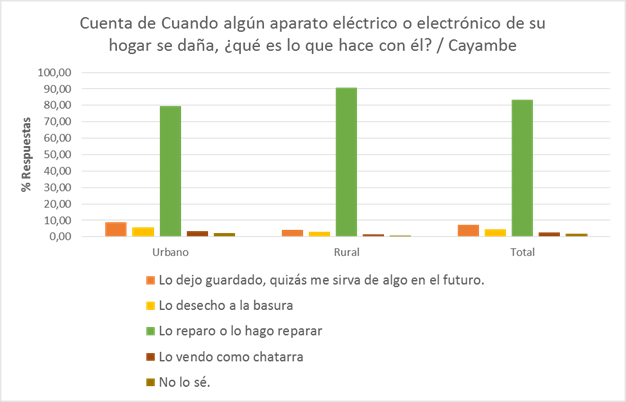 Cuenta de Cuando algún aparato eléctrico o electrónico de su
hogar se daña, ¿qué es lo que hace con él? / Cayambe
% Respuestas
100,00
90,00
80,00
70,00
60,00
50,00
40,00
30,00
20,00
10,00
0,00
Urbano
Rural
Total
Lo dejo guardado, quizás me sirva de algo en el futuro.
Lo desecho a la basura
Lo reparo o lo hago reparar
Lo vendo como chatarra
No lo sé.